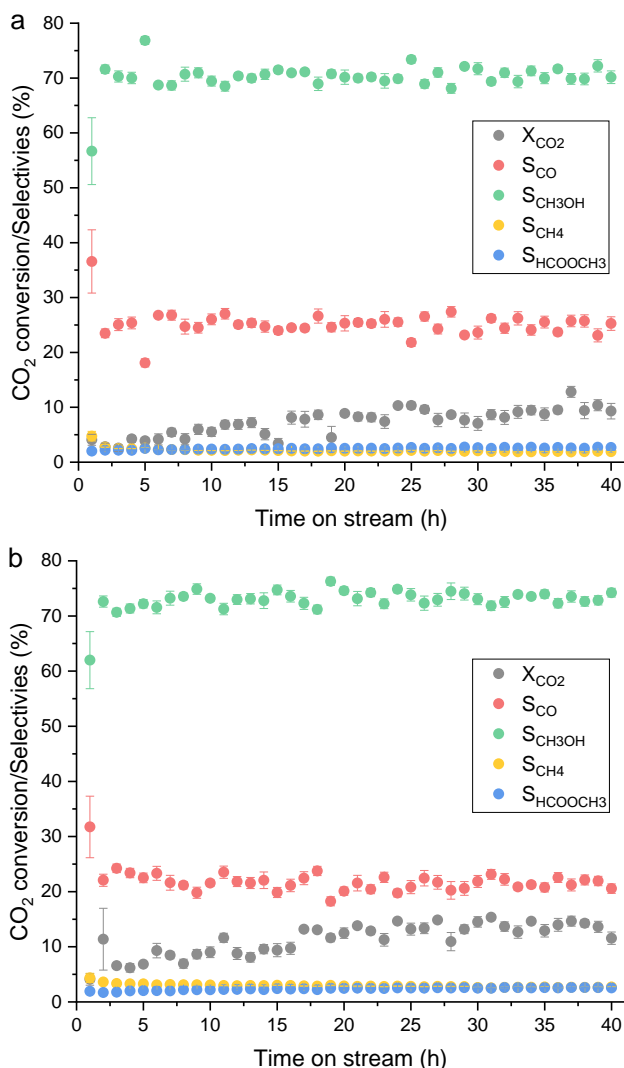 a
CO2 conversion/Selectivies (%)
80
70
60
50
40
30
20
10
0
XCO2
SCO
SCH3OH
SCH4
SHCOOCH3
0 5 10 15 20 25 30 35 40
Time on stream (h)
b
CO2 conversion/Selectivies (%)
80
70
60
50
40
30
20
10
0
XCO2
SCO
SCH3OH
SCH4
SHCOOCH3
0 5 10 15 20 25 30 35 40
Time on stream (h)